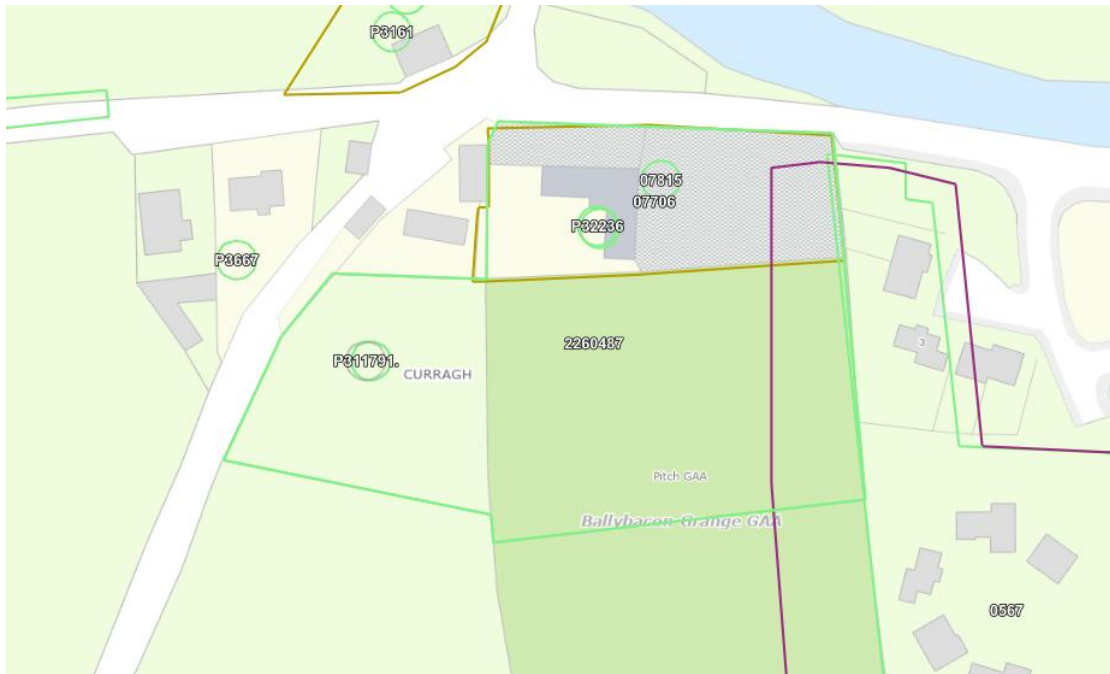 P3161
07815
07706
P32236
P3667
2260487
3
P311791.
CURRAGH
Pitch GAA
Ballybacon-Grange GAA
0567